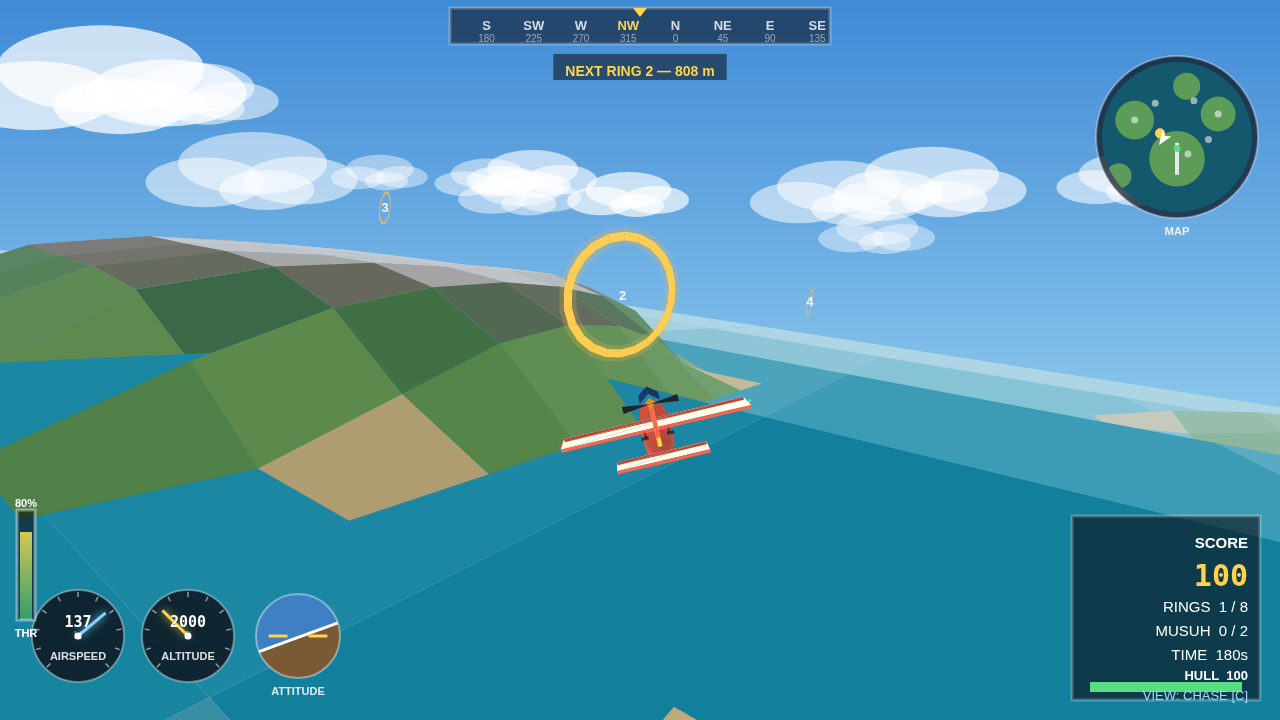 S SW W NW N NE E SE
180 225 270 315 0 45 90 135
NEXT RING 2 — 808 m
MAP
3
2
4
80%
THR
137
AIRSPEED
2000
ALTITUDE
ATTITUDE
SCORE
100
RINGS 1 / 8
MUSUH 0 / 2
TIME 180s
HULL 100
VIEW: CHASE [C]